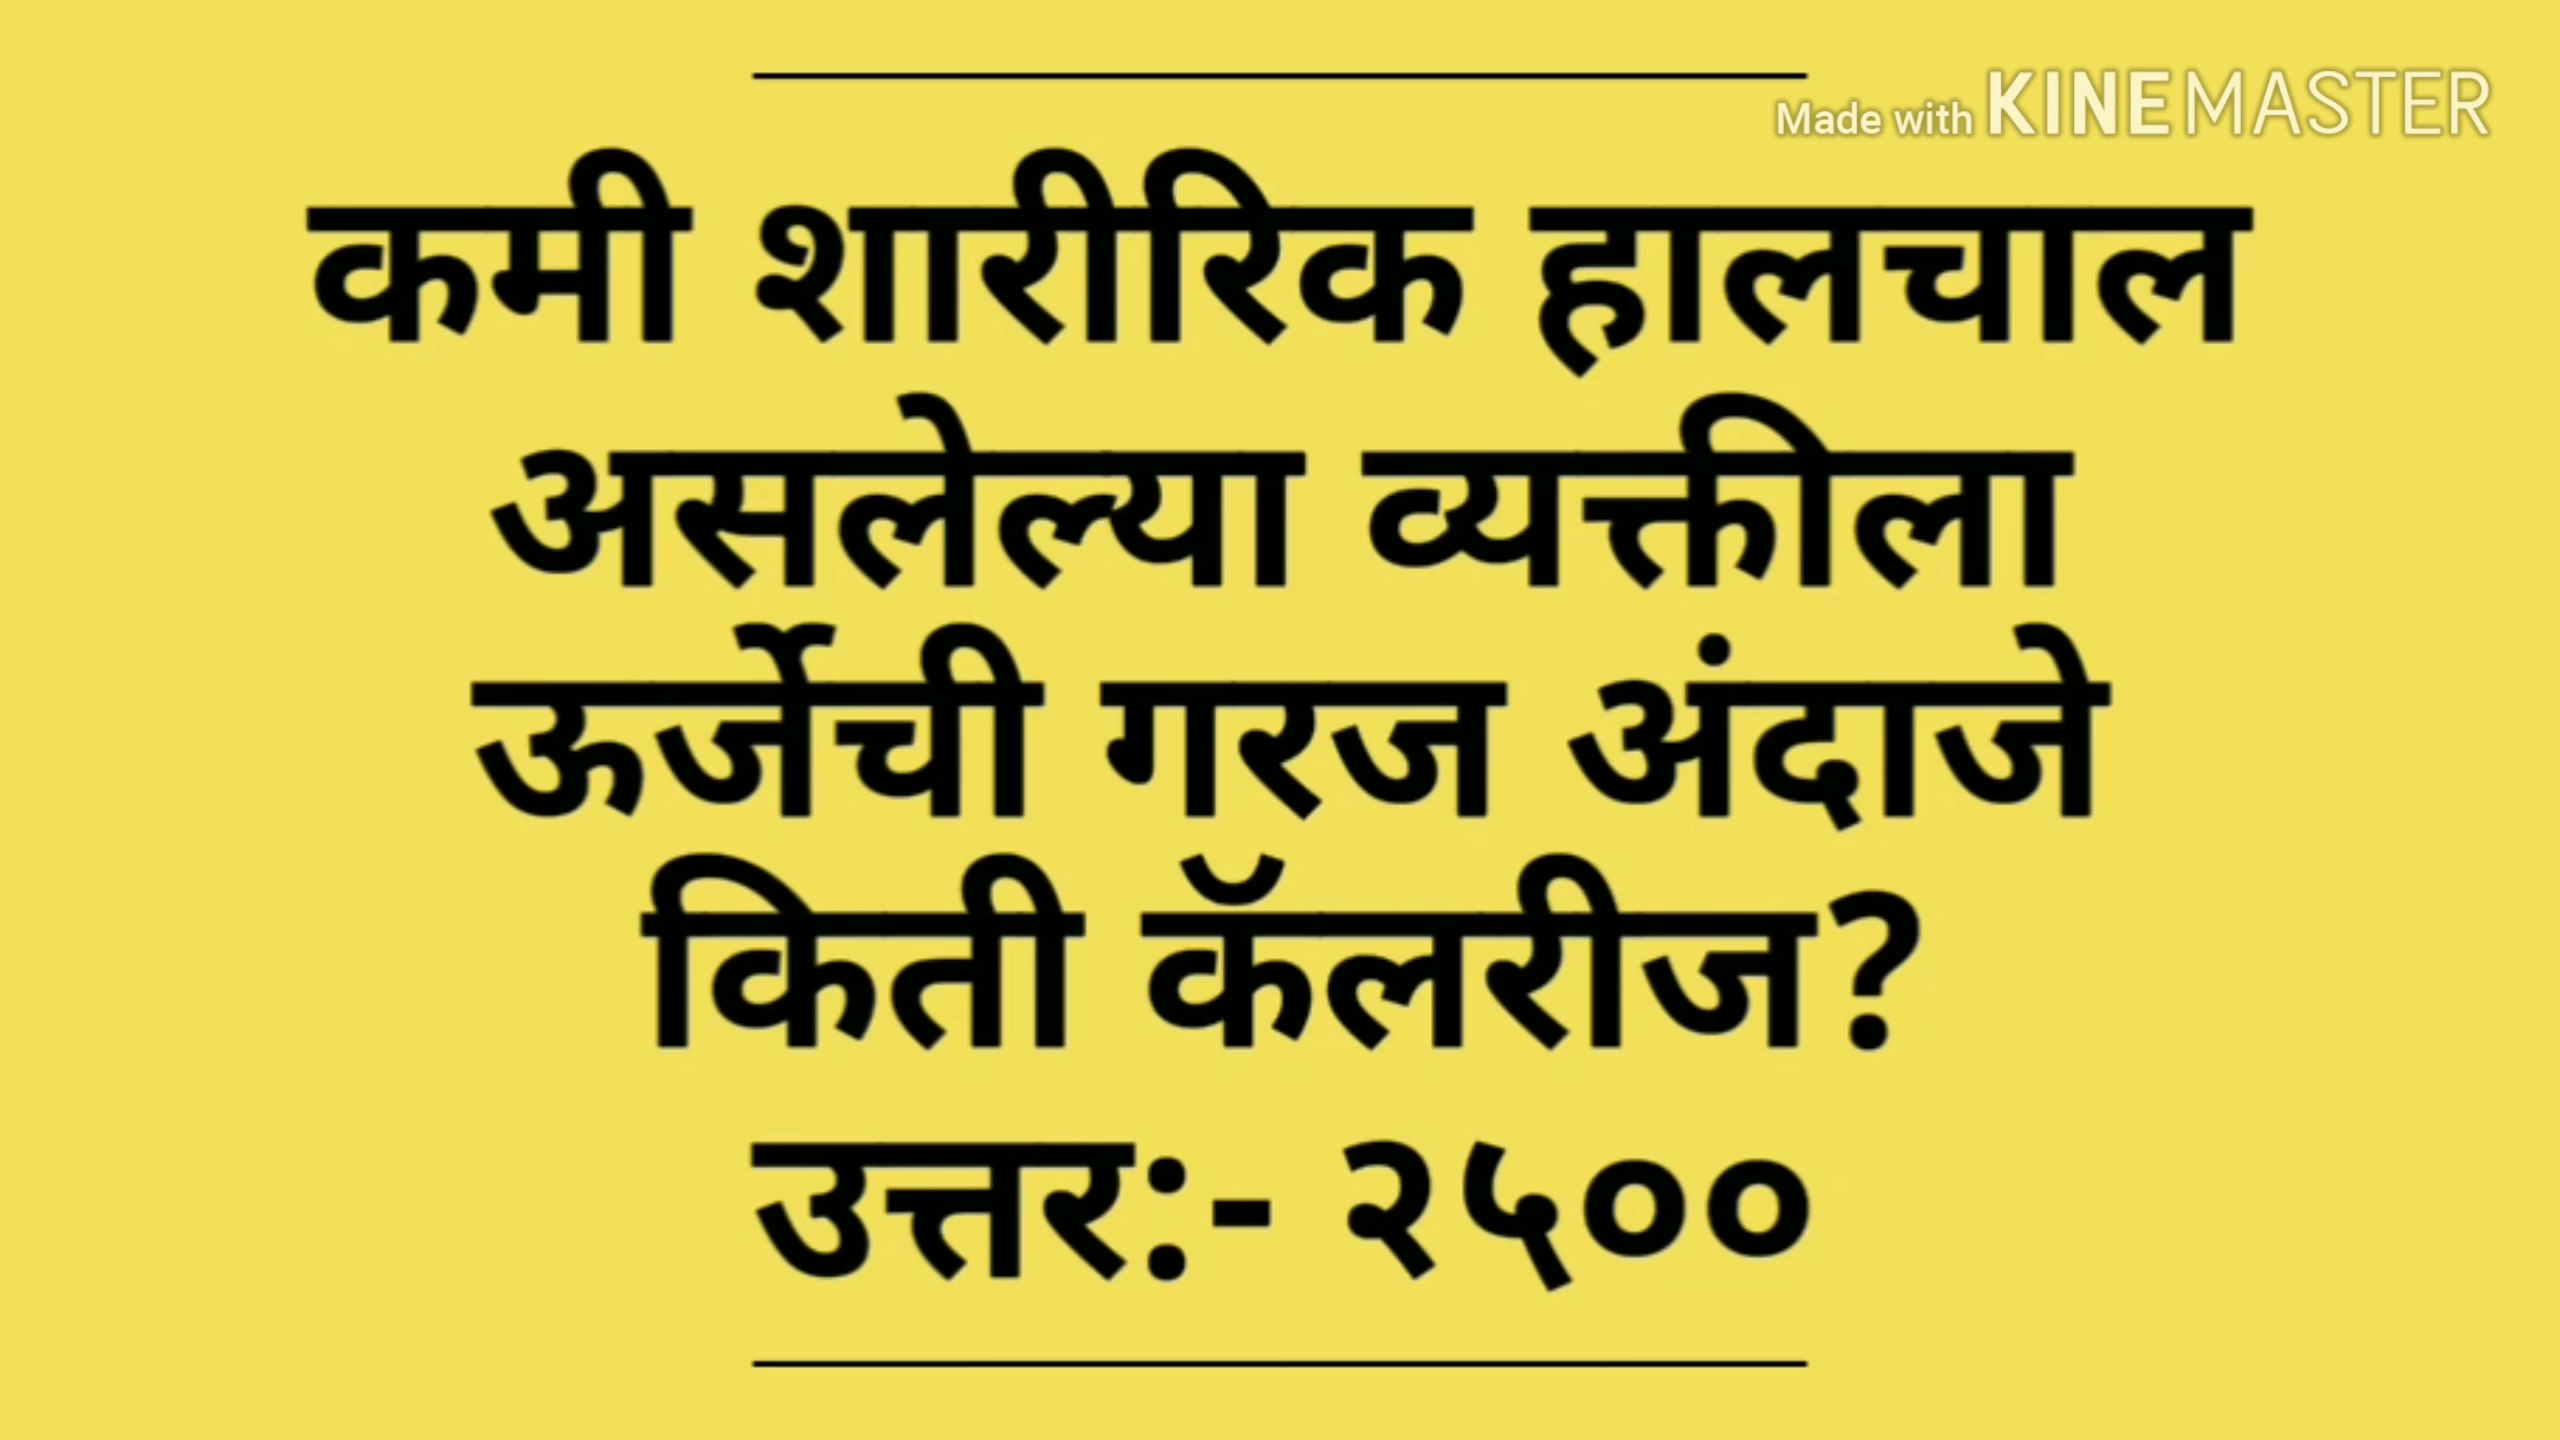 Made with KINEMASTER
कमी शारीरिक हालचाल
असलेल्या व्यक्तीला
ऊर्जेची गरज अंदाजे
किती कॅलरीज?
उत्तर:- २५००